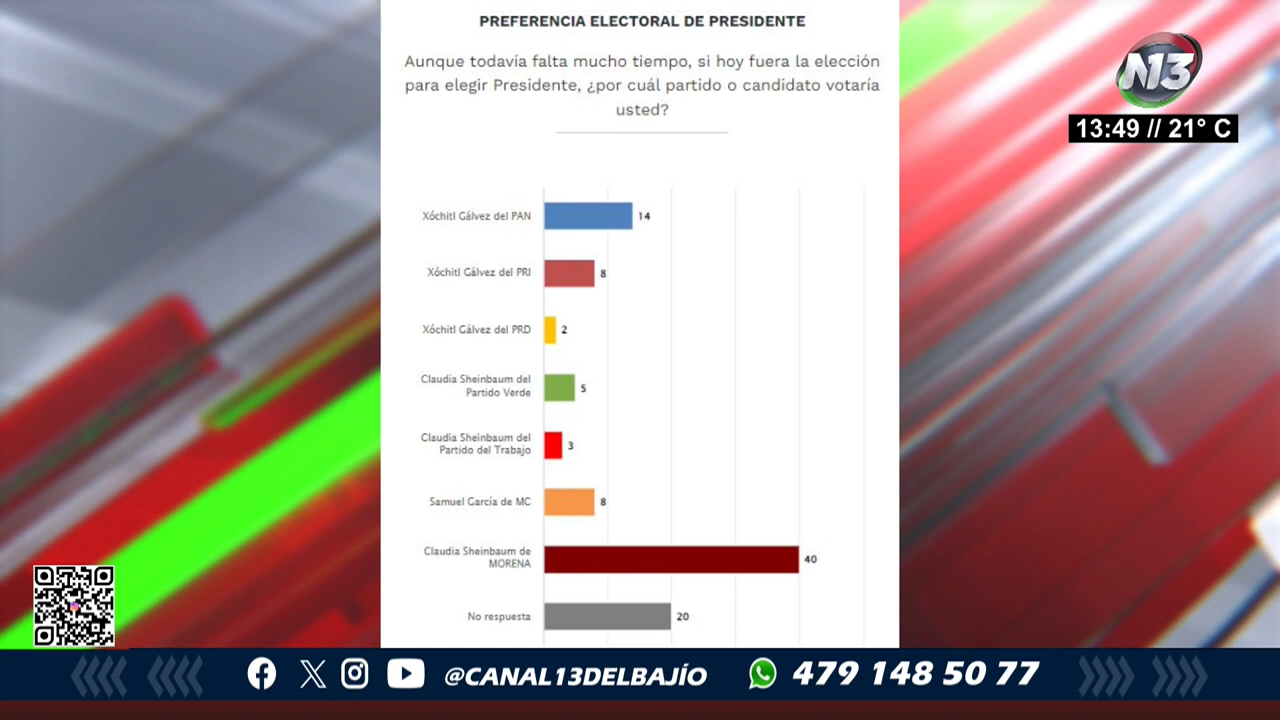 PREFERENCIA ELECTORAL DE PRESIDENTE
Aunque todavía falta mucho tiempo, si hoy fuera la elección
para elegir Presidente, ¿por cuál partido o candidato votaría
usted?
N13
13:49 // 21° C
Xóchitl Gálvez del PAN 14
Xóchitl Gálvez del PRI 8
Xóchitl Gálvez del PRD 2
Claudia Sheinbaum del
Partido Verde 5
Claudia Sheinbaum del
Partido del Trabajo 3
Samuel García de MC 8
Claudia Sheinbaum de
MORENA 40
No respuesta 20
@CANAL13DELBAJÍO 479 148 50 77